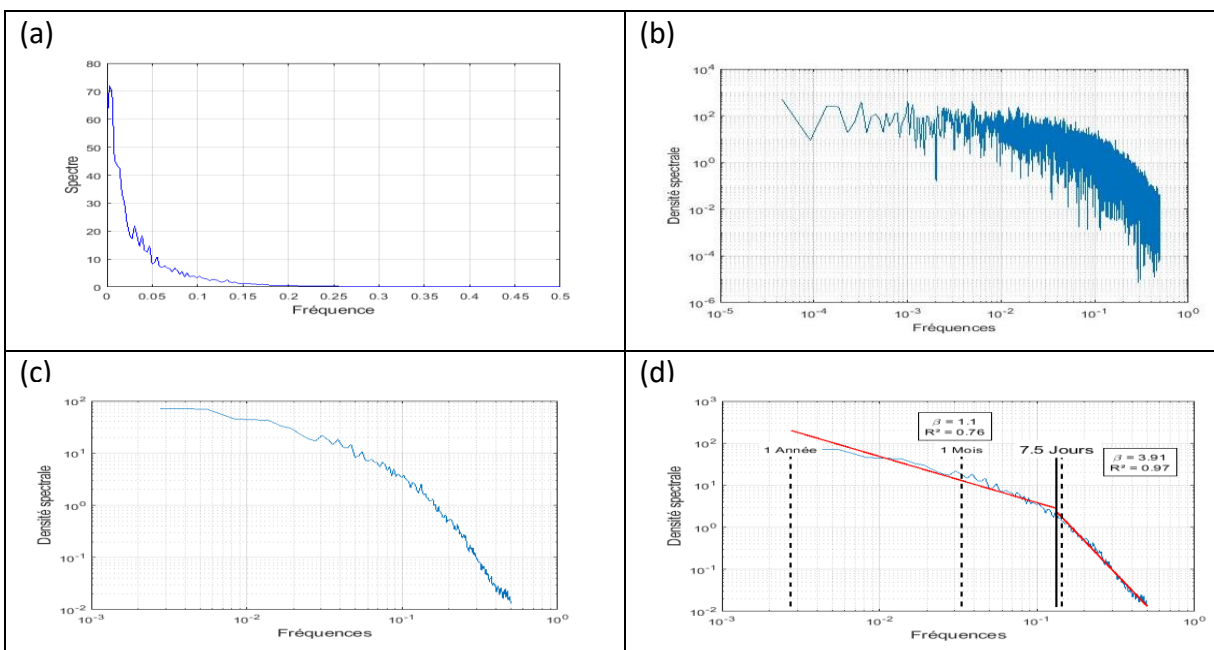 (a)
80
70
60
50
40
30
20
10
0
Spectre
0 0.05 0.1 0.15 0.2 0.25 0.3 0.35 0.4 0.45 0.5
Fréquence
(b)
10^4
10^2
10^0
10^-2
10^-4
10^-6
Densité spectrale
10^-5 10^-4 10^-3 10^-2 10^-1 10^0
Fréquences
(c)
10^2
10^1
10^0
10^-1
10^-2
Densité spectrale
10^-3 10^-2 10^-1 10^0
Fréquences
(d)
10^3
10^2
10^1
10^0
10^-1
10^-2
Densité spectrale
β = 1.1
R² = 0.76
1 Année
1 Mois
7.5 Jours
β = 3.91
R² = 0.97
10^-3 10^-2 10^-1 10^0
Fréquences